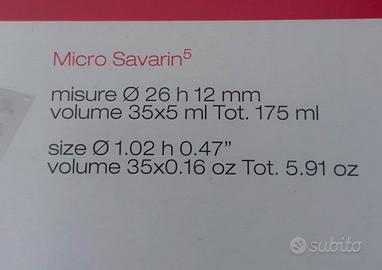 Micro Savarin⁵
misure Ø 26 h 12 mm
volume 35x5 ml Tot. 175 ml
size Ø 1.02 h 0.47”
volume 35x0.16 oz Tot. 5.91 oz
subito